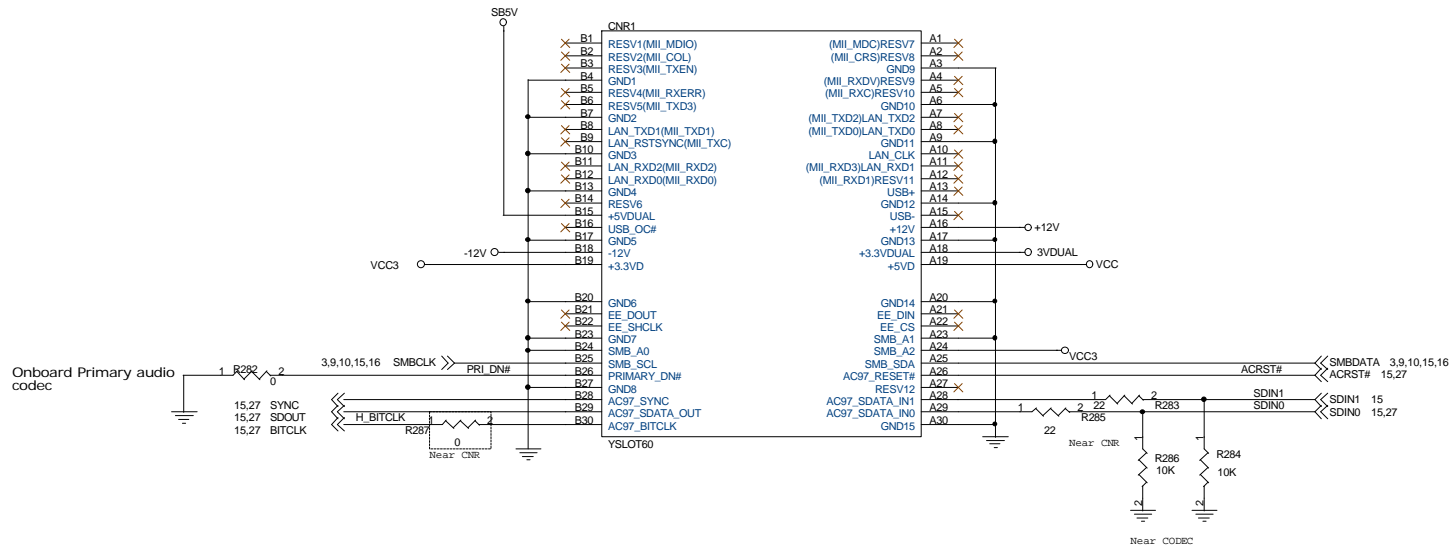 SB5V
CNR1
B1 RESV1(MII_MDIO) (MII_MDC)RESV7 A1
B2 RESV2(MII_COL) (MII_CRS)RESV8 A2
B3 RESV3(MII_TXEN) GND9 A3
B4 GND1 (MII_RXDV)RESV9 A4
B5 RESV4(MII_RXERR) (MII_RXC)RESV10 A5
B6 RESV5(MII_TXD3) GND10 A6
B7 GND2 (MII_TXD2)LAN_TXD2 A7
B8 LAN_TXD1(MII_TXD1) (MII_TXD0)LAN_TXD0 A8
B9 LAN_RSTSYNC(MII_TXC) GND11 A9
B10 GND3 LAN_CLK A10
B11 LAN_RXD2(MII_RXD2) (MII_RXD3)LAN_RXD1 A11
B12 LAN_RXD0(MII_RXD0) (MII_RXD1)RESV11 A12
B13 GND4 USB+ A13
B14 RESV6 GND12 A14
B15 +5VDUAL USB- A15
B16 USB_OC# +12V A16 +12V
B17 GND5 GND13 A17
-12V B18 -12V +3.3VDUAL A18 3VDUAL
VCC3 B19 +3.3VD +5VD A19 VCC
B20 GND6 GND14 A20
B21 EE_DOUT EE_DIN A21
B22 EE_SHCLK EE_CS A22
B23 GND7 SMB_A1 A23
B24 SMB_A0 SMB_A2 A24 VCC3
3,9,10,15,16 SMBCLK B25 SMB_SCL SMB_SDA A25 SMBDATA 3,9,10,15,16
Onboard Primary audio
codec
1 R282 2
0
PRI_DN# B26 PRIMARY_DN# AC97_RESET# A26 ACRST# ACRST# 15,27
B27 GND8 RESV12 A27
15,27 SYNC B28 AC97_SYNC AC97_SDATA_IN1 A28 1 2 SDIN1 SDIN1 15
22 R283
15,27 SDOUT B29 AC97_SDATA_OUT AC97_SDATA_IN0 A29 1 2 SDIN0 SDIN0 15,27
R285
22
15,27 BITCLK H_BITCLK B30 AC97_BITCLK GND15 A30
R287 1 2
0
Near CNR
YSLOT60
Near CNR
1 1
R286 R284
10K 10K
2 2
Near CODEC